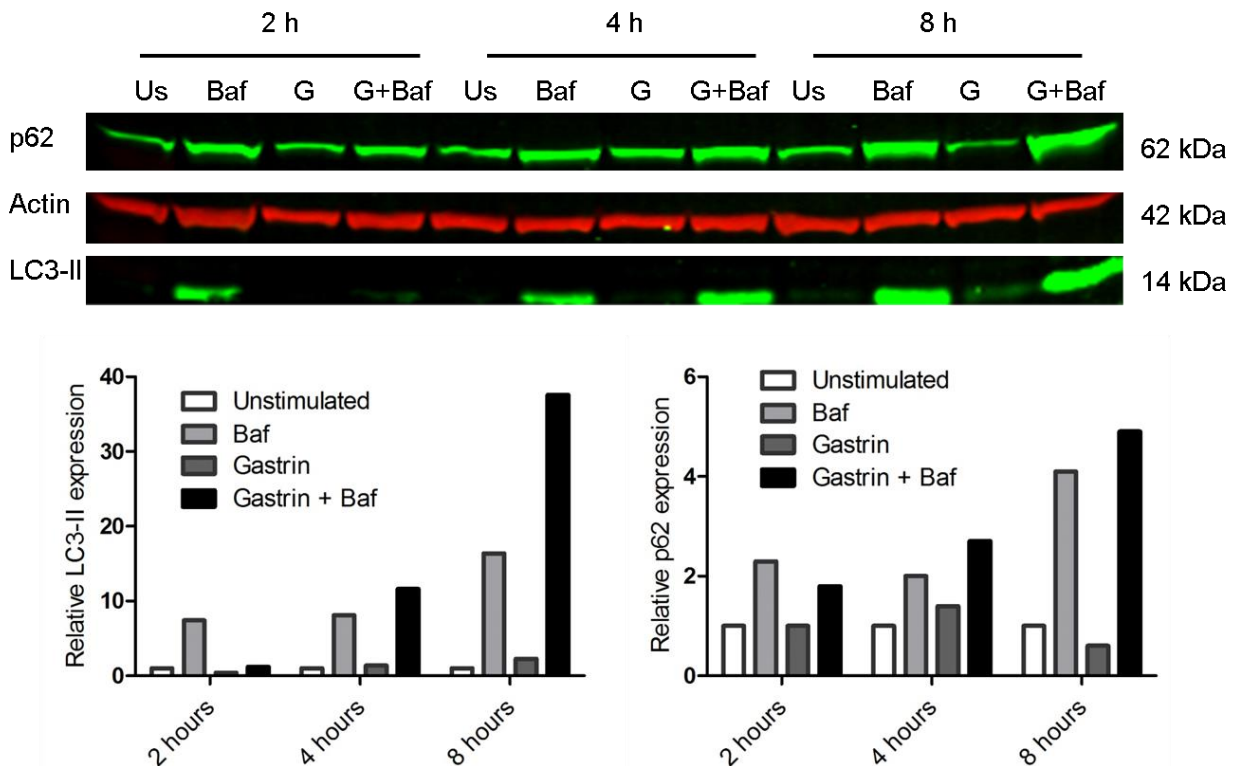 2 h 4 h 8 h
Us Baf G G+Baf Us Baf G G+Baf Us Baf G G+Baf
p62 62 kDa
Actin 42 kDa
LC3-II 14 kDa
Relative LC3-II expression
40
30
20
10
0
Unstimulated
Baf
Gastrin
Gastrin + Baf
2 hours 4 hours 8 hours
Relative p62 expression
6
4
2
0
Unstimulated
Baf
Gastrin
Gastrin + Baf
2 hours 4 hours 8 hours